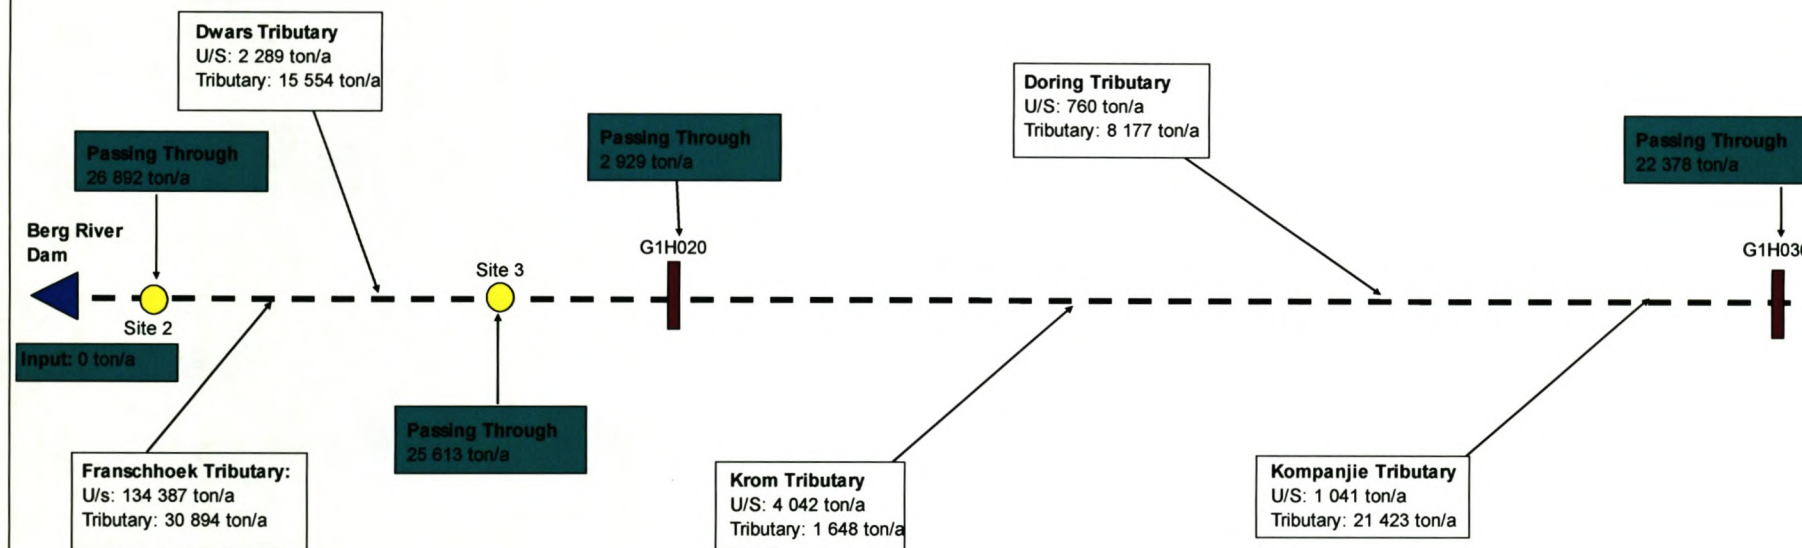 Dwars Tributary
U/S: 2 289 ton/a
Tributary: 15 554 ton/a
Doring Tributary
U/S: 760 ton/a
Tributary: 8 177 ton/a
Passing Through
26 892 ton/a
Passing Through
2 929 ton/a
Passing Through
22 378 ton/a
Berg River
Dam
G1H020
G1H036
Site 3
Site 2
Input: 0 ton/a
Passing Through
25 613 ton/a
Franschhoek Tributary:
U/s: 134 387 ton/a
Tributary: 30 894 ton/a
Krom Tributary
U/S: 4 042 ton/a
Tributary: 1 648 ton/a
Kompanjie Tributary
U/S: 1 041 ton/a
Tributary: 21 423 ton/a